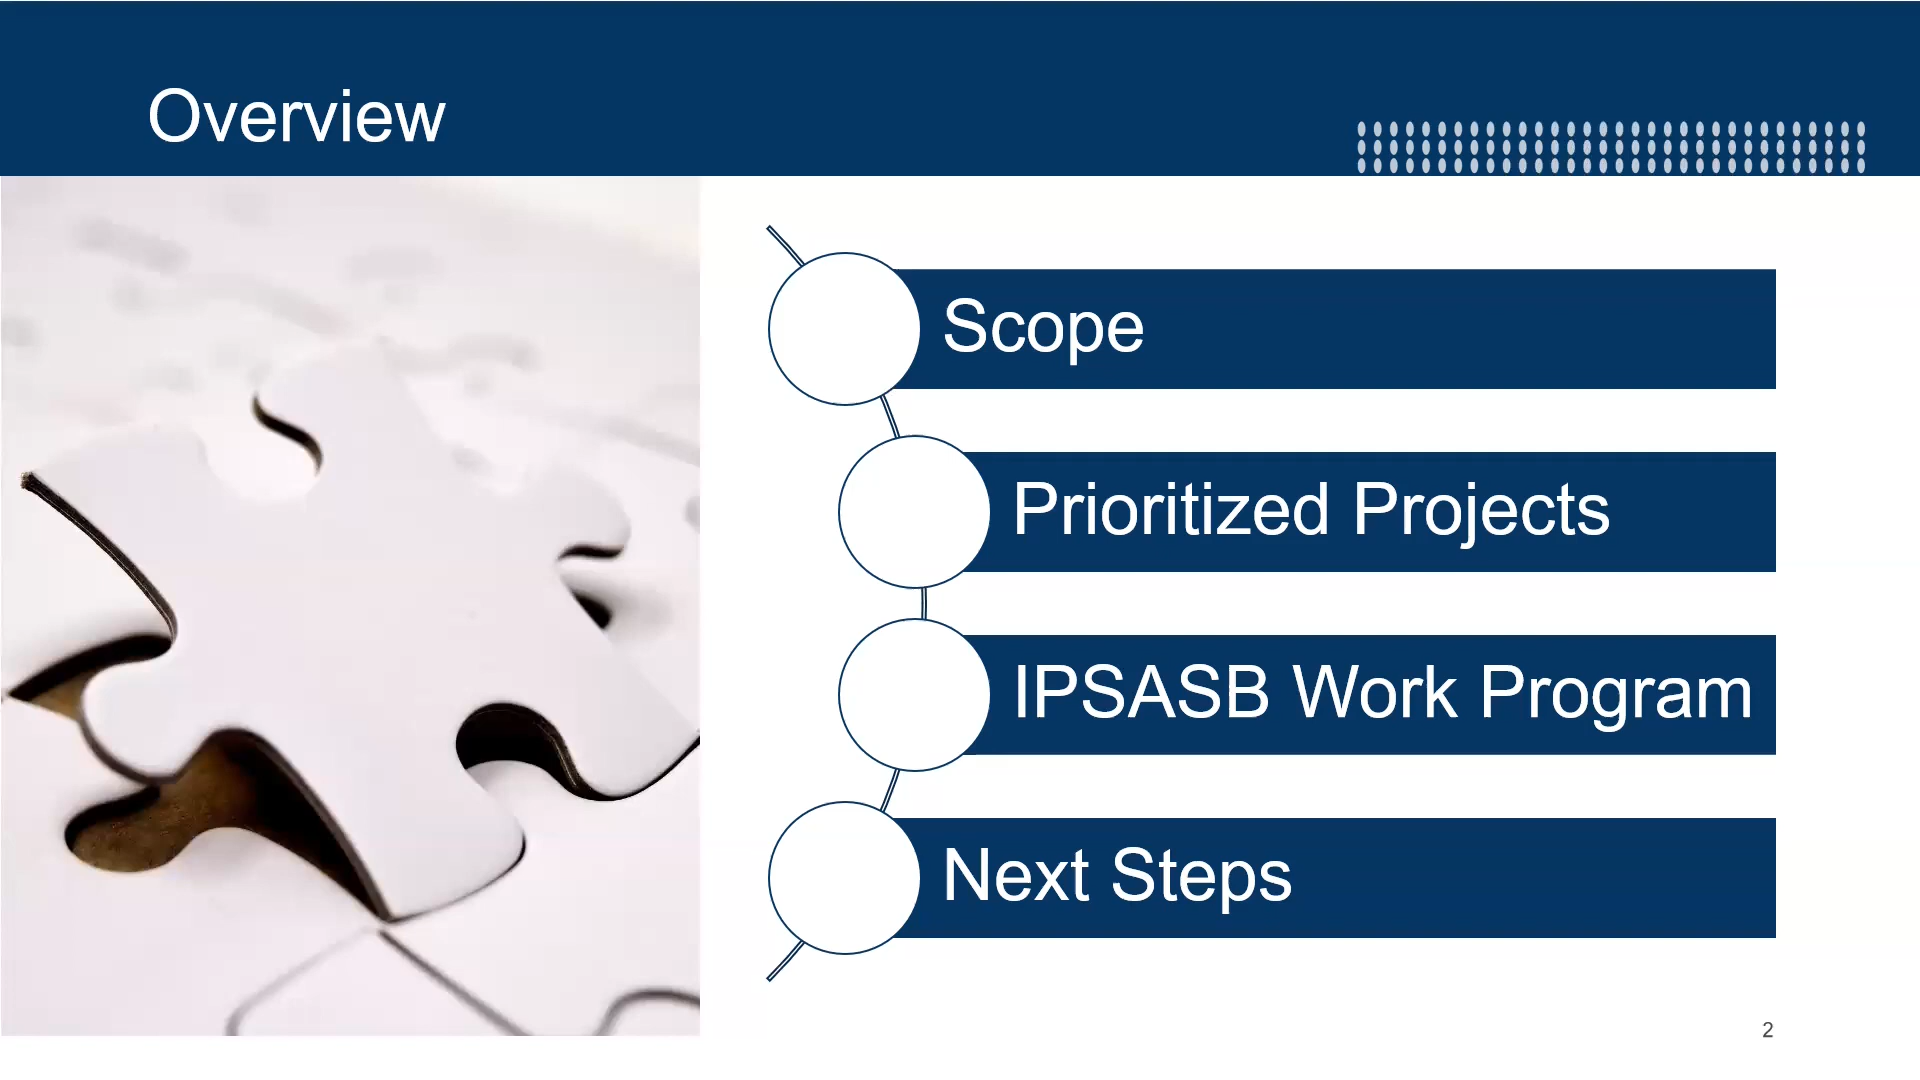 Overview
Scope
Prioritized Projects
IPSASB Work Program
Next Steps
2